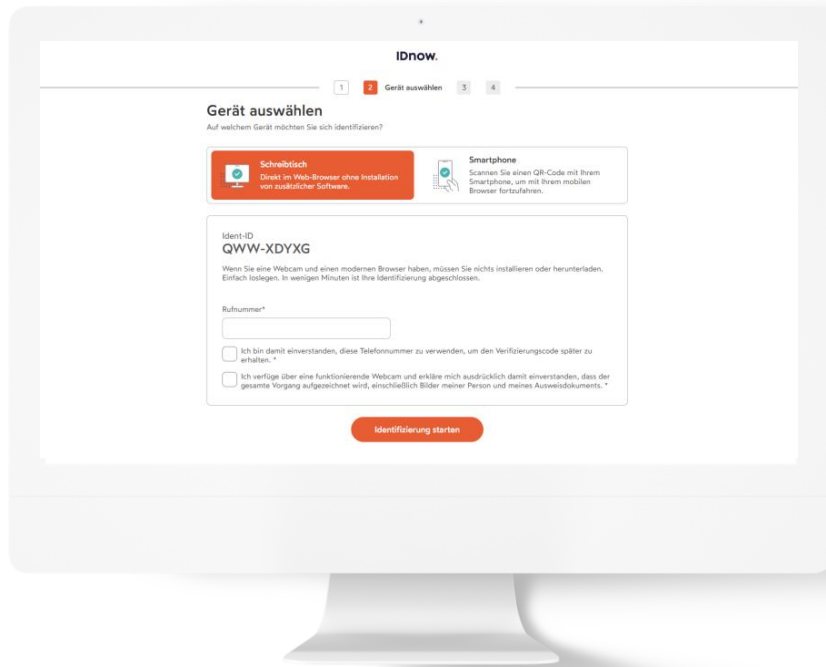 IDnow.
1 2 Gerät auswählen 3 4
Gerät auswählen
Auf welchem Gerät möchten Sie sich identifizieren?
Schreibtisch
Direkt im Web-Browser ohne Installation
von zusätzlicher Software.
Smartphone
Scannen Sie einen QR-Code mit Ihrem
Smartphone, um mit Ihrem mobilen
Browser fortzufahren.
Ident-ID
QWW-XDYXG
Wenn Sie eine Webcam und einen modernen Browser haben, müssen Sie nichts installieren oder herunterladen.
Einfach loslegen. In wenigen Minuten ist Ihre Identifizierung abgeschlossen.
Rufnummer*
Ich bin damit einverstanden, diese Telefonnummer zu verwenden, um den Verifizierungscode später zu
erhalten. *
Ich verfüge über eine funktionierende Webcam und erkläre mich ausdrücklich damit einverstanden, dass der
gesamte Vorgang aufgezeichnet wird, einschließlich Bilder meiner Person und meines Ausweisdokuments. *
Identifizierung starten